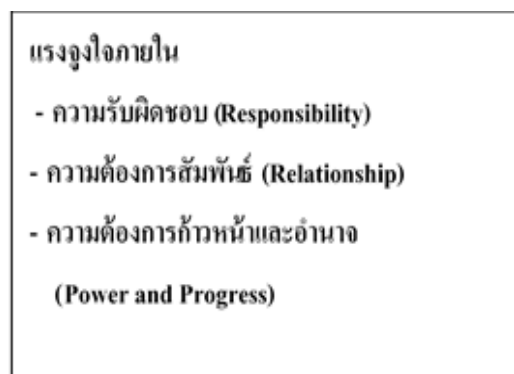 แรงจูงใจภายใน
- ความรับผิดชอบ (Responsibility)
- ความต้องการสัมพันธ์ (Relationship)
- ความต้องการก้าวหน้าและอำนาจ
(Power and Progress)